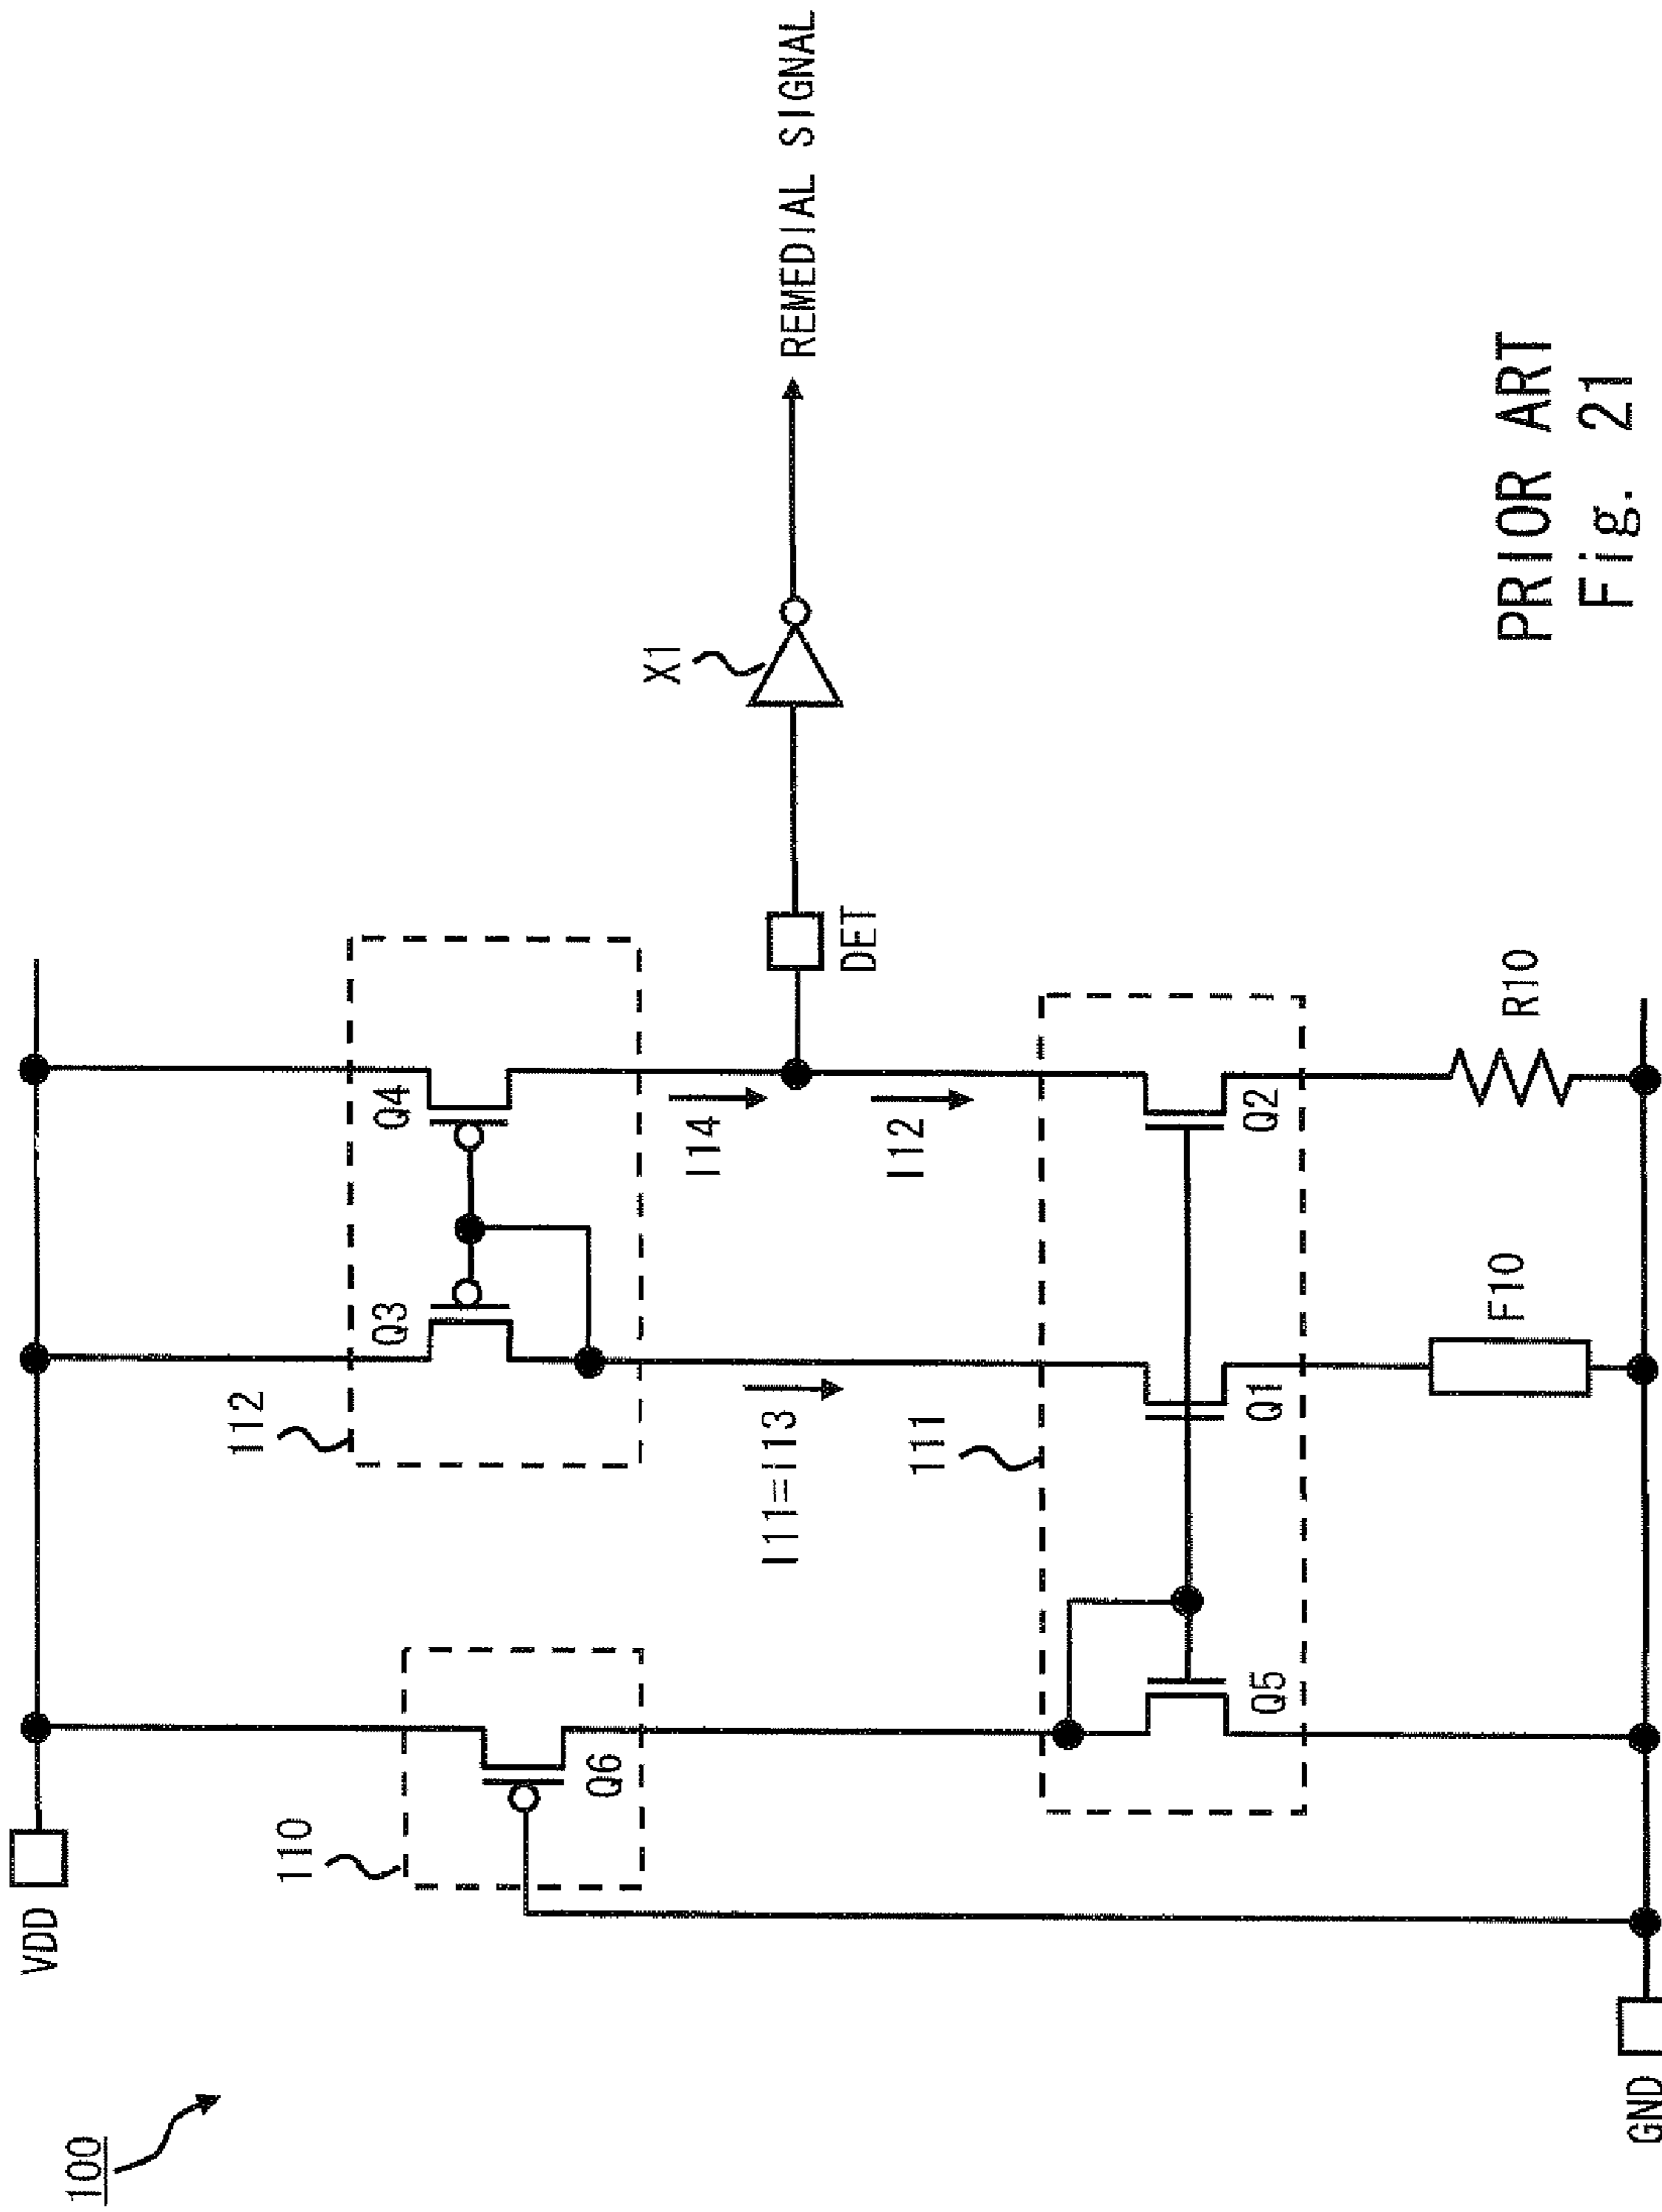 100
VDD
GND
110
Q6
112
Q3
Q4
I11=I13
I14
I12
111
Q5
Q1
Q2
F10
R10
DET
X1
REMEDIAL SIGNAL
PRIOR ART
Fig. 21